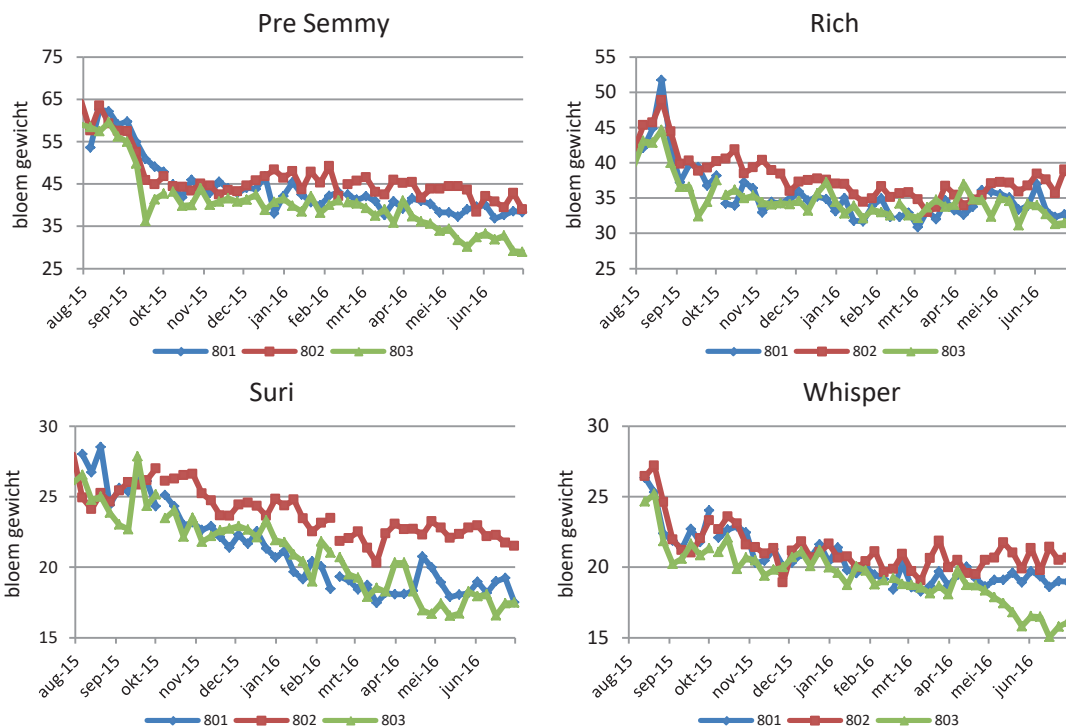 Pre Semmy
bloem gewicht
75
65
55
45
35
25
aug-15 sep-15 okt-15 nov-15 dec-15 jan-16 feb-16 mrt-16 apr-16 mei-16 jun-16
801 802 803
Rich
bloem gewicht
55
50
45
40
35
30
25
aug-15 sep-15 okt-15 nov-15 dec-15 jan-16 feb-16 mrt-16 apr-16 mei-16 jun-16
801 802 803
Suri
bloem gewicht
30
25
20
15
aug-15 sep-15 okt-15 nov-15 dec-15 jan-16 feb-16 mrt-16 apr-16 mei-16 jun-16
801 802 803
Whisper
bloem gewicht
30
25
20
15
aug-15 sep-15 okt-15 nov-15 dec-15 jan-16 feb-16 mrt-16 apr-16 mei-16 jun-16
801 802 803